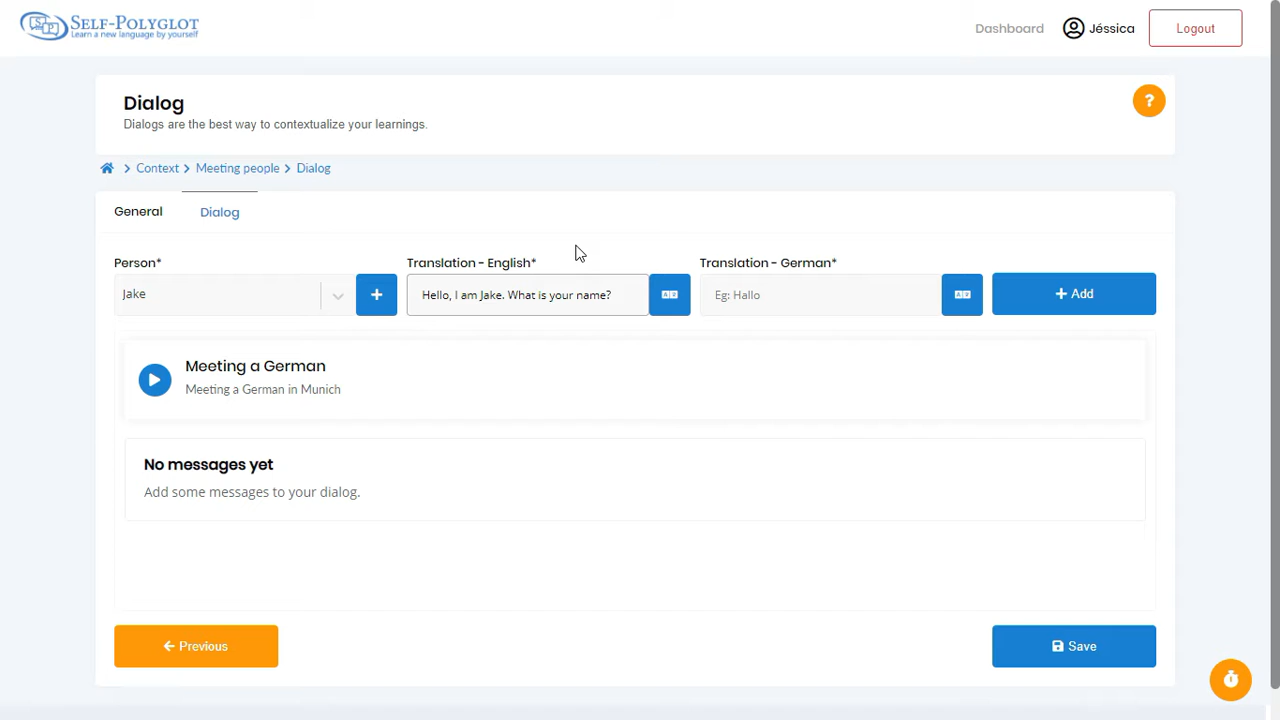 SELF-POLYGLOT
Learn a new language by yourself
Dashboard
Jéssica
Logout
Dialog
Dialogs are the best way to contextualize your learnings.
?
Context
Meeting people
Dialog
General
Dialog
Person*
Translation - English*
Translation - German*
Jake
+
Hello, I am Jake. What is your name?
Eg: Hallo
+ Add
Meeting a German
Meeting a German in Munich
No messages yet
Add some messages to your dialog.
Previous
Save